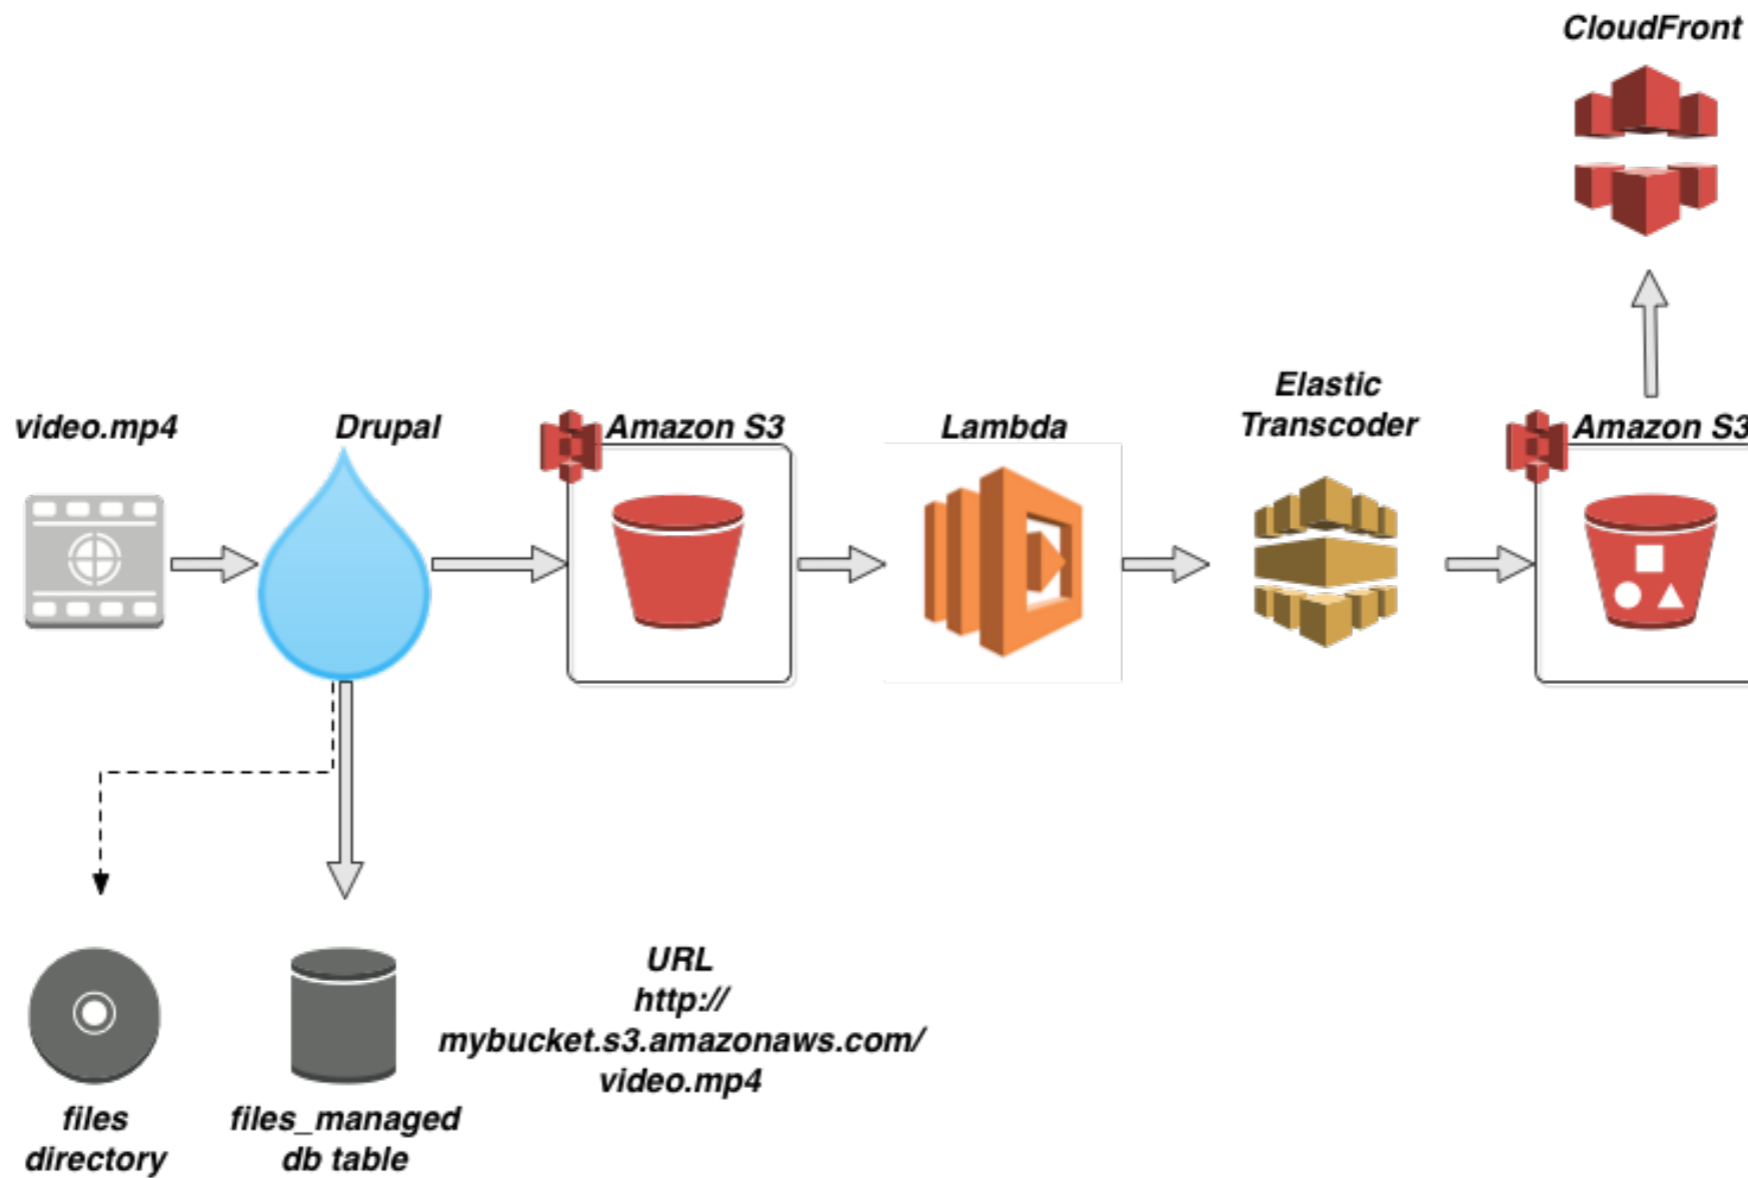 CloudFront
Elastic
Transcoder
video.mp4
Drupal
Amazon S3
Lambda
Amazon S3
URL
http://
mybucket.s3.amazonaws.com/
video.mp4
files
directory
files_managed
db table